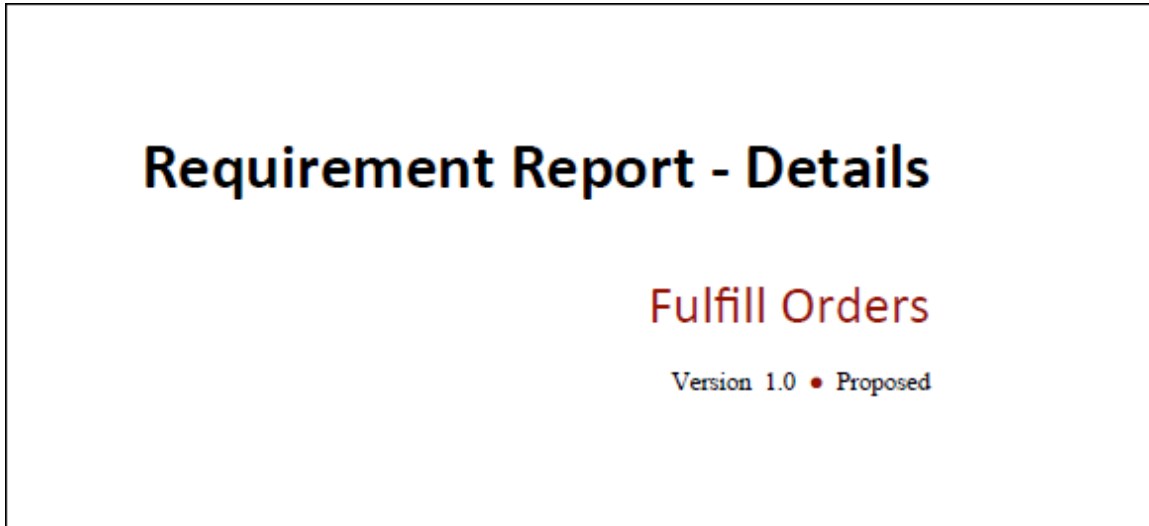 Requirement Report - Details
Fulfill Orders
Version 1.0 ● Proposed